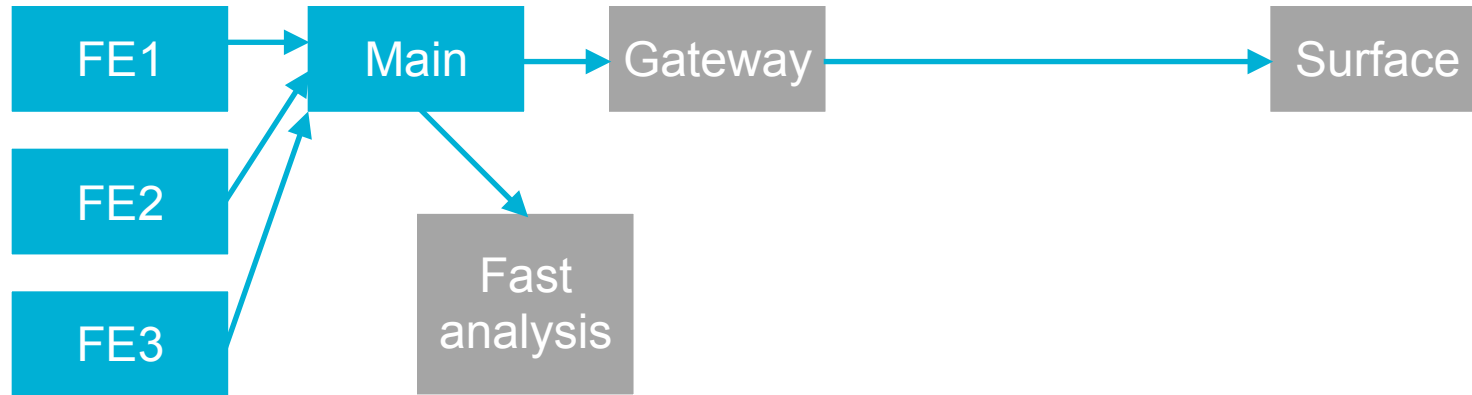 FE1
Main
Gateway
Surface
FE2
Fast
analysis
FE3